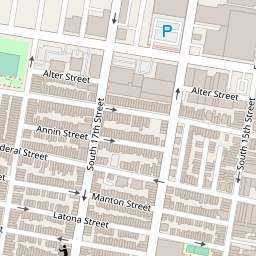 P
Alter Street
Alter Street
South 17th Street
South 15th Street
Annin Street
deral Street
Manton Street
Latona Street